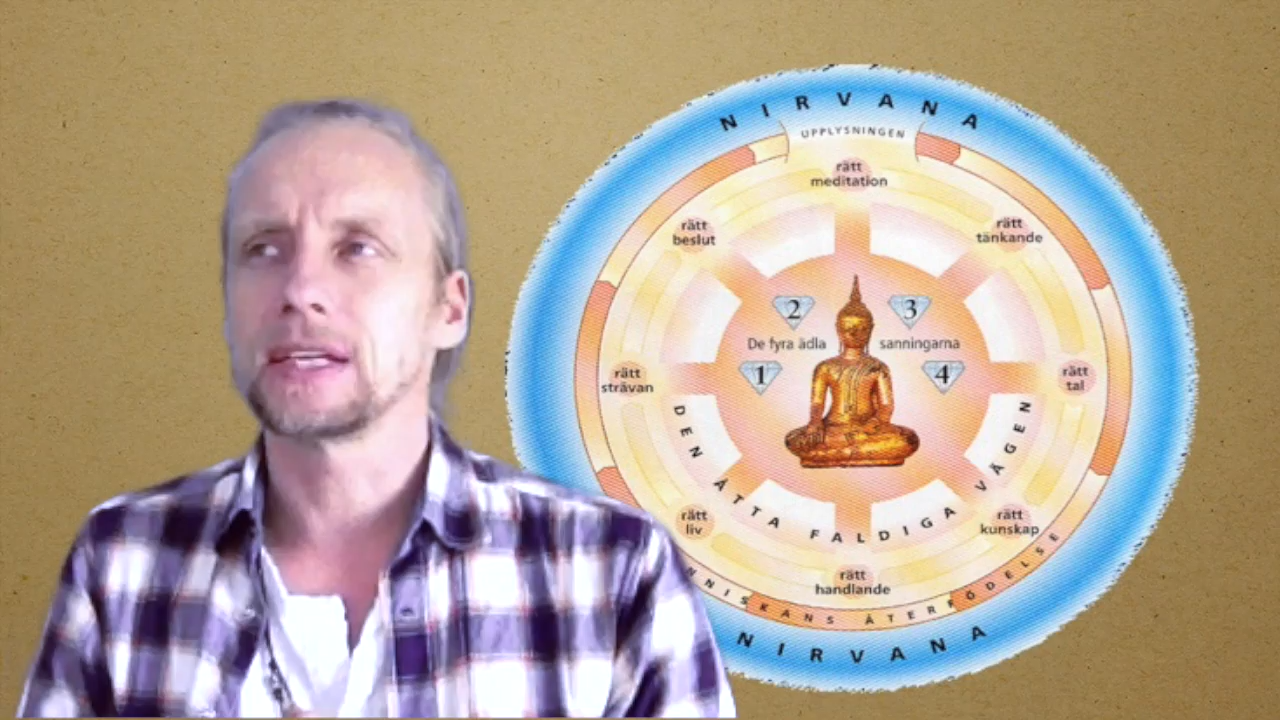 NIRVANA
UPPLYSNINGEN
rätt
meditation
rätt
beslut
rätt
tänkande
2
3
De fyra ädla
sanningarna
1
4
rätt
strävan
rätt
tal
DEN ÅTTA FALDIGA VÄGEN
rätt
liv
rätt
kunskap
rätt
handlande
NNISKANS ÅTERFÖDELSE
NIRVANA